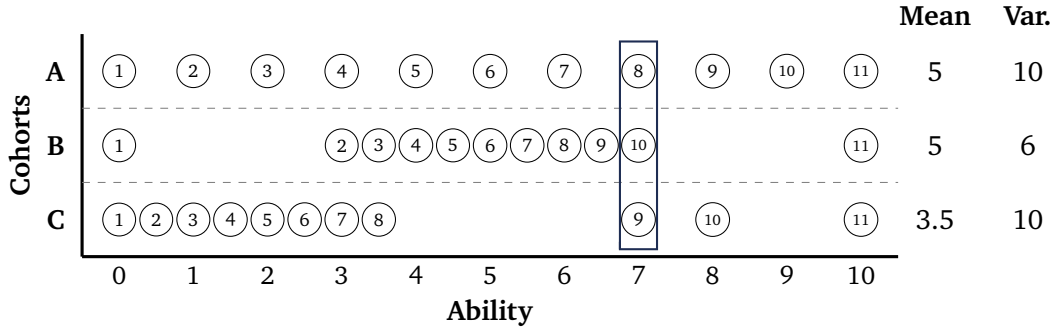 Mean Var.
A 1 2 3 4 5 6 7 8 9 10 11 5 10
B 1 2 3 4 5 6 7 8 9 10 11 5 6
C 1 2 3 4 5 6 7 8 9 10 11 3.5 10
Cohorts
0 1 2 3 4 5 6 7 8 9 10
Ability